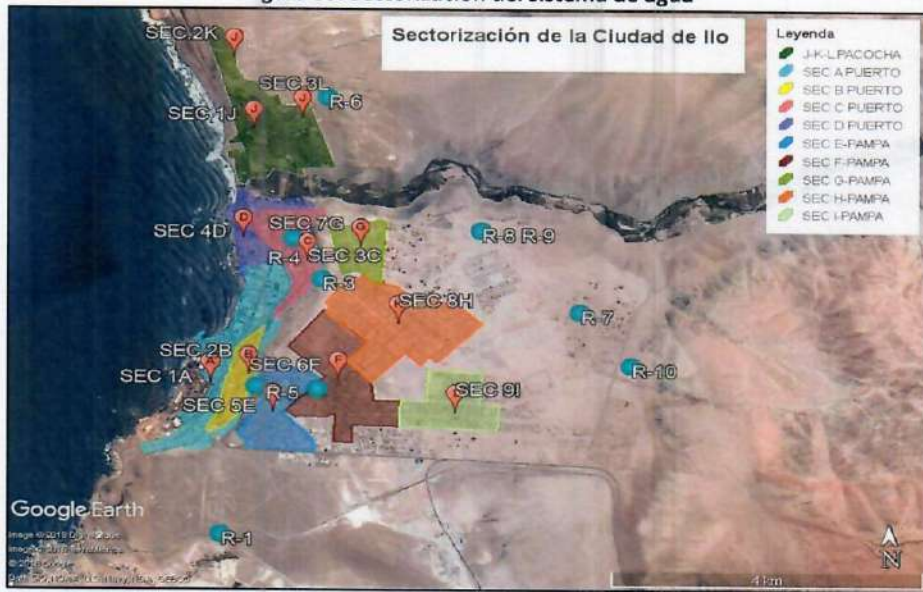 Sectorización de la Ciudad de Ilo
Leyenda
J-K-L.PACOCHA
SEC A PUERTO
SEC B PUERTO
SEC C PUERTO
SEC D PUERTO
SEC E-PAMPA
SEC F-PAMPA
SEC G-PAMPA
SEC H-PAMPA
SEC I-PAMPA
SEC 2K
J
SEC 3L
J
R-6
SEC 1J
J
D
SEC 4D
SEC 7G
G
C
R-8 R-9
R-4
SEC 3C
R-3
SEC 8H
R-7
SEC 2B
B
A
SEC 6F
F
SEC 1A
R-10
R-5
SEC 5E
SEC 9I
Google Earth
R-1
N
4 km